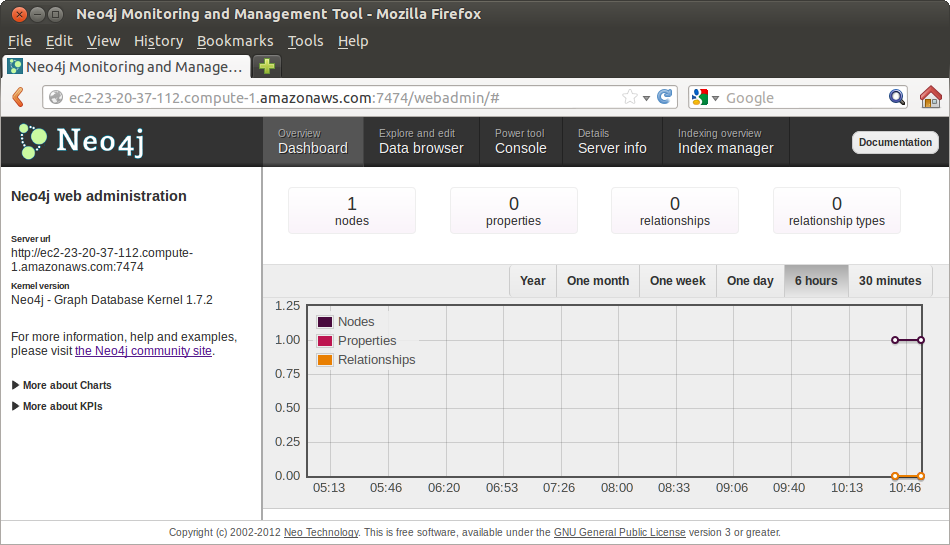 Neo4j Monitoring and Management Tool - Mozilla Firefox
File Edit View History Bookmarks Tools Help
Neo4j Monitoring and Manage...
ec2-23-20-37-112.compute-1.amazonaws.com:7474/webadmin/#
Google
Neo4j
Overview
Dashboard
Explore and edit
Data browser
Power tool
Console
Details
Server info
Indexing overview
Index manager
Documentation
Neo4j web administration
Server url
http://ec2-23-20-37-112.compute-
1.amazonaws.com:7474
Kernel version
Neo4j - Graph Database Kernel 1.7.2
For more information, help and examples,
please visit the Neo4j community site.
More about Charts
More about KPIs
1
nodes
0
properties
0
relationships
0
relationship types
Year One month One week One day 6 hours 30 minutes
1.25
1.00
0.75
0.50
0.25
0.00
Nodes
Properties
Relationships
05:13 05:46 06:20 06:53 07:26 08:00 08:33 09:06 09:40 10:13 10:46
Copyright (c) 2002-2012 Neo Technology. This is free software, available under the GNU General Public License version 3 or greater.